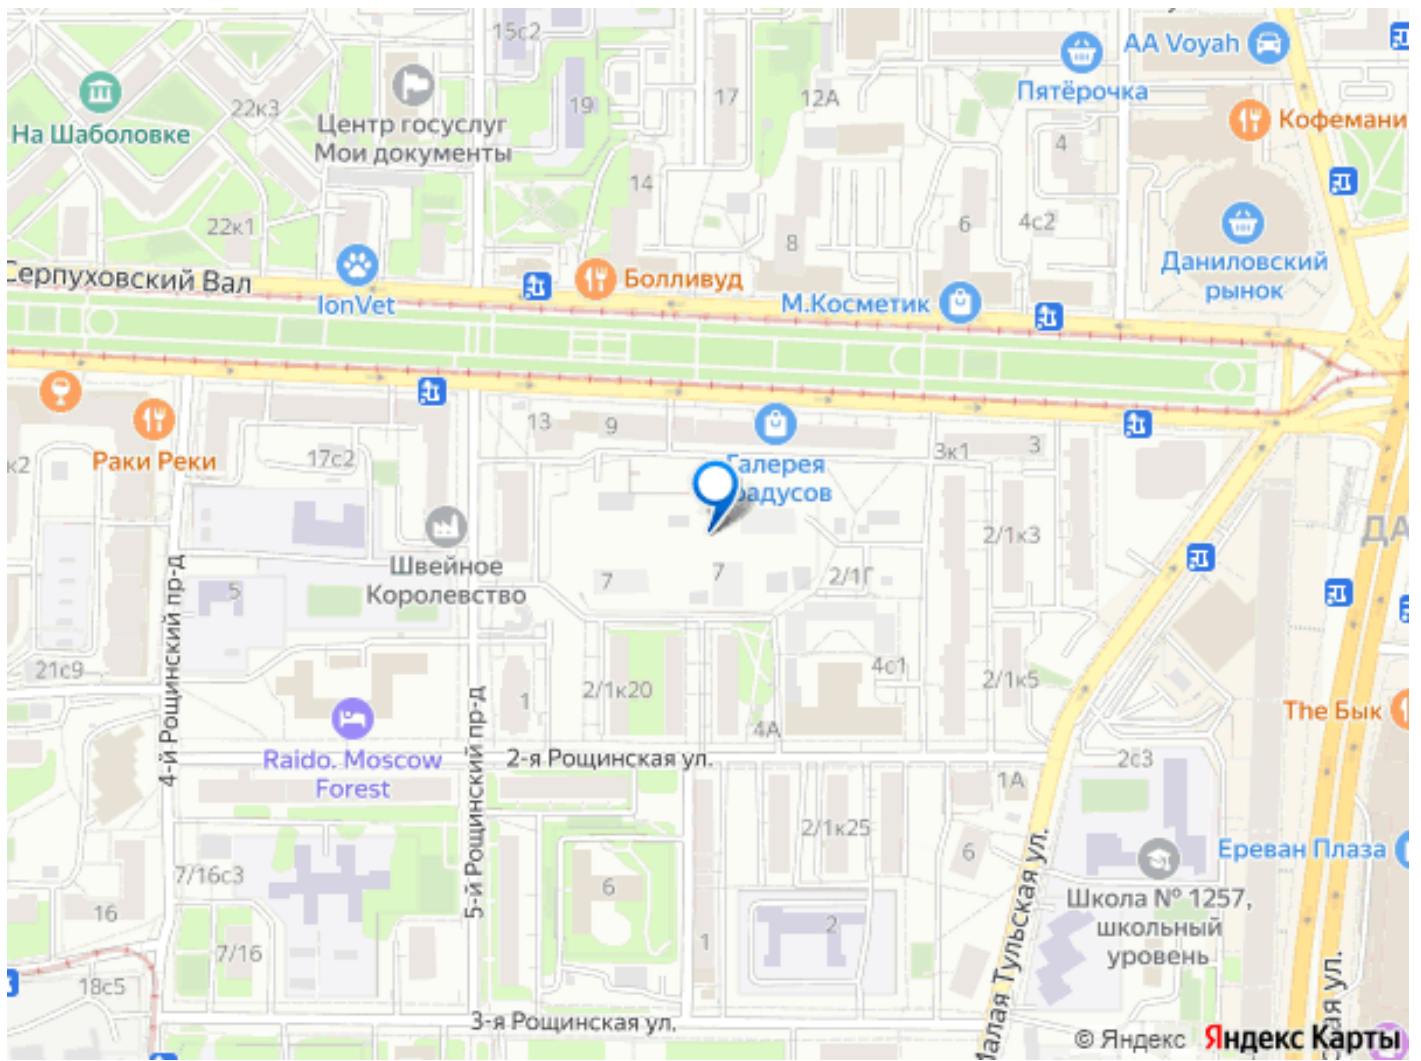 15с2
AA Voyah
Пятёрочка
22к3
На Шаболовке
Центр госуслуг
Мои документы
19
17
12А
4
Кофемани
14
22к1
8
6
4с2
Даниловский
рынок
Серпуховский Вал
IonVet
Болливуд
М.Косметик
Раки Реки
к2
17с2
13
9
Галерея
3к1
3
2/1к3
ДА
Швейное
Королевство
5
7
7
2/1Г
4-й Рощинский пр-д
21с9
1
2/1к20
4А
4с1
2/1к5
The Бык
Raido. Moscow
Forest
5-й Рощинский пр-д
2-я Рощинская ул.
2с3
1А
7/16с3
16
7/16
18с5
6
2/1к25
6
1
2
Малая Тульская ул.
Ереван Плаза
Школа № 1257,
школьный
уровень
3-я Рощинская ул.
ая ул.
© Яндекс Яндекс Карты